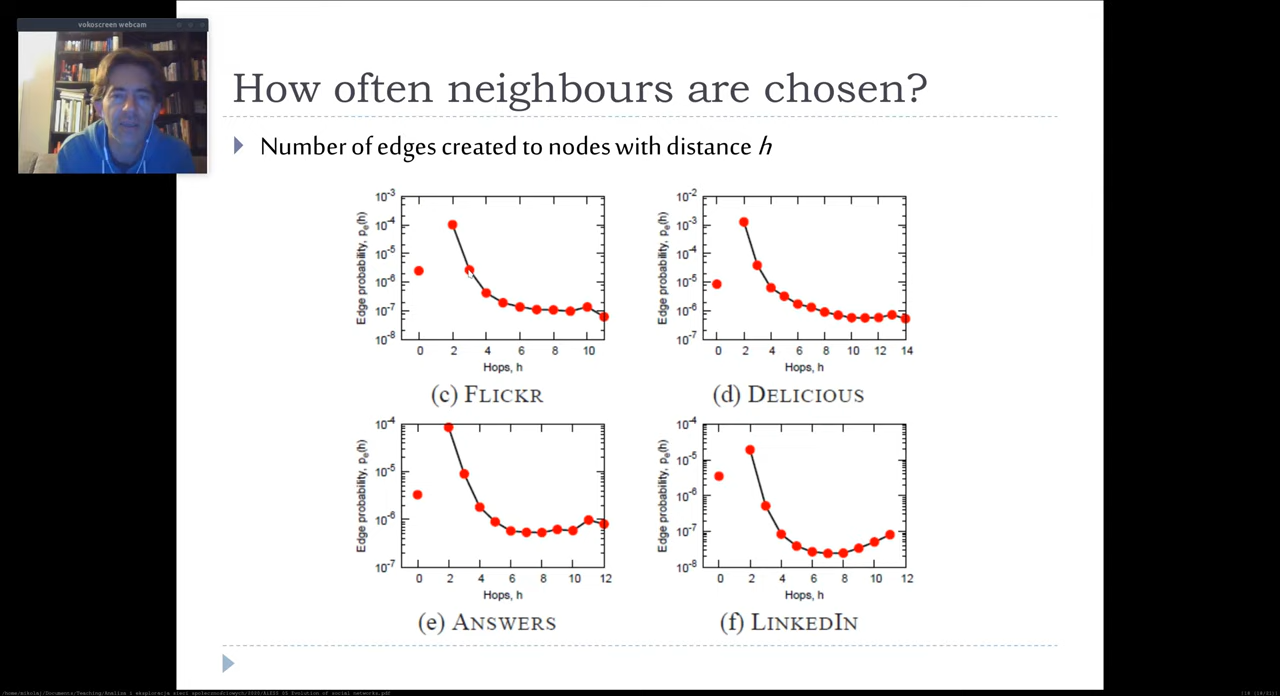 vokoscreen webcam
How often neighbours are chosen?
Number of edges created to nodes with distance h
10-3
10-4
10-5
10-6
10-7
10-8
Edge probability, pe(h)
0 2 4 6 8 10
Hops, h
(c) FLICKR
10-2
10-3
10-4
10-5
10-6
10-7
Edge probability, pe(h)
0 2 4 6 8 10 12 14
Hops, h
(d) DELICIOUS
10-4
10-5
10-6
10-7
Edge probability, pe(h)
0 2 4 6 8 10 12
Hops, h
(e) ANSWERS
10-4
10-5
10-6
10-7
10-8
Edge probability, pe(h)
0 2 4 6 8 10 12
Hops, h
(f) LINKEDIN